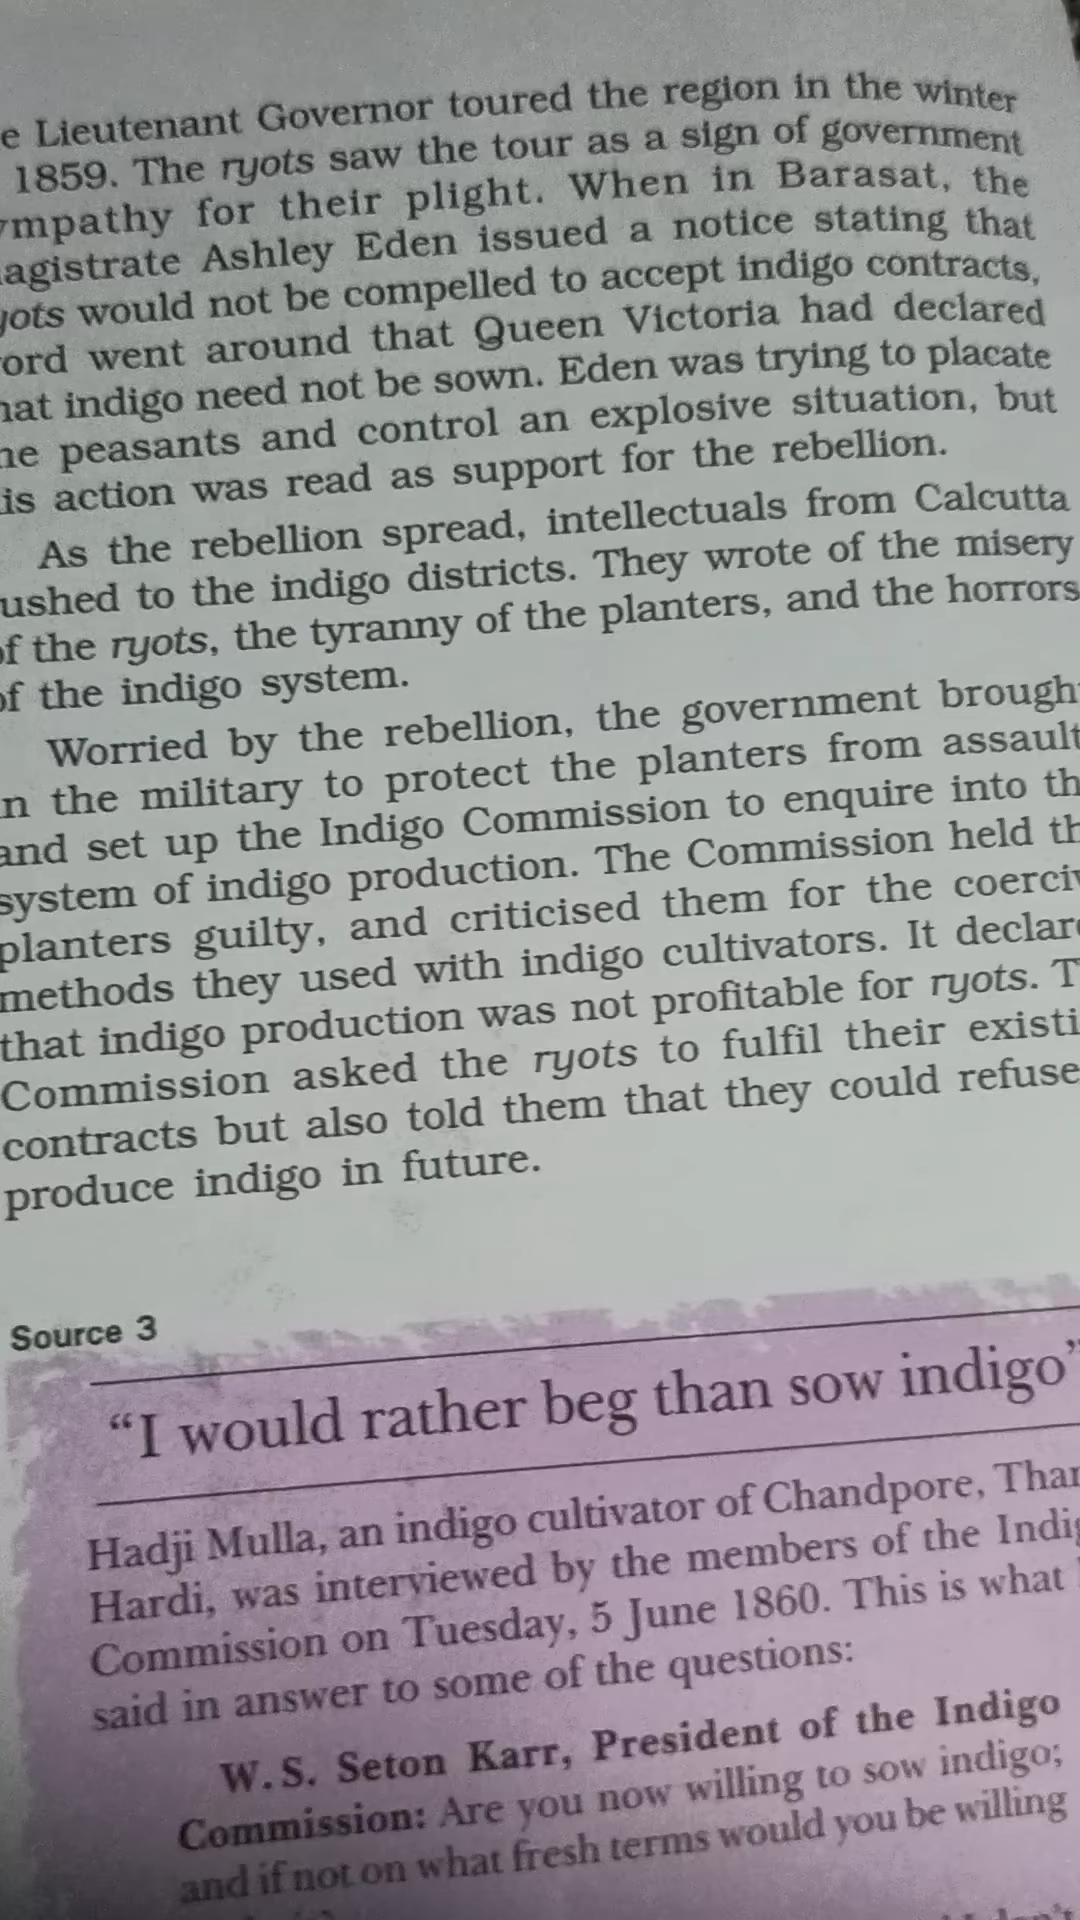 e Lieutenant Governor toured the region in the winter
1859. The ryots saw the tour as a sign of government
ympathy for their plight. When in Barasat, the
agistrate Ashley Eden issued a notice stating that
yots would not be compelled to accept indigo contracts,
ord went around that Queen Victoria had declared
hat indigo need not be sown. Eden was trying to placate
he peasants and control an explosive situation, but
is action was read as support for the rebellion.
As the rebellion spread, intellectuals from Calcutta
ushed to the indigo districts. They wrote of the misery
of the ryots, the tyranny of the planters, and the horrors
of the indigo system.
Worried by the rebellion, the government brough
n the military to protect the planters from assault
and set up the Indigo Commission to enquire into th
system of indigo production. The Commission held th
planters guilty, and criticised them for the coerciv
methods they used with indigo cultivators. It declare
that indigo production was not profitable for ryots. T
Commission asked the ryots to fulfil their existi
contracts but also told them that they could refuse
produce indigo in future.
Source 3
“I would rather beg than sow indigo”
Hadji Mulla, an indigo cultivator of Chandpore, Than
Hardi, was interviewed by the members of the Indig
Commission on Tuesday, 5 June 1860. This is what
said in answer to some of the questions:
W.S. Seton Karr, President of the Indigo
Commission: Are you now willing to sow indigo;
and if not on what fresh terms would you be willing